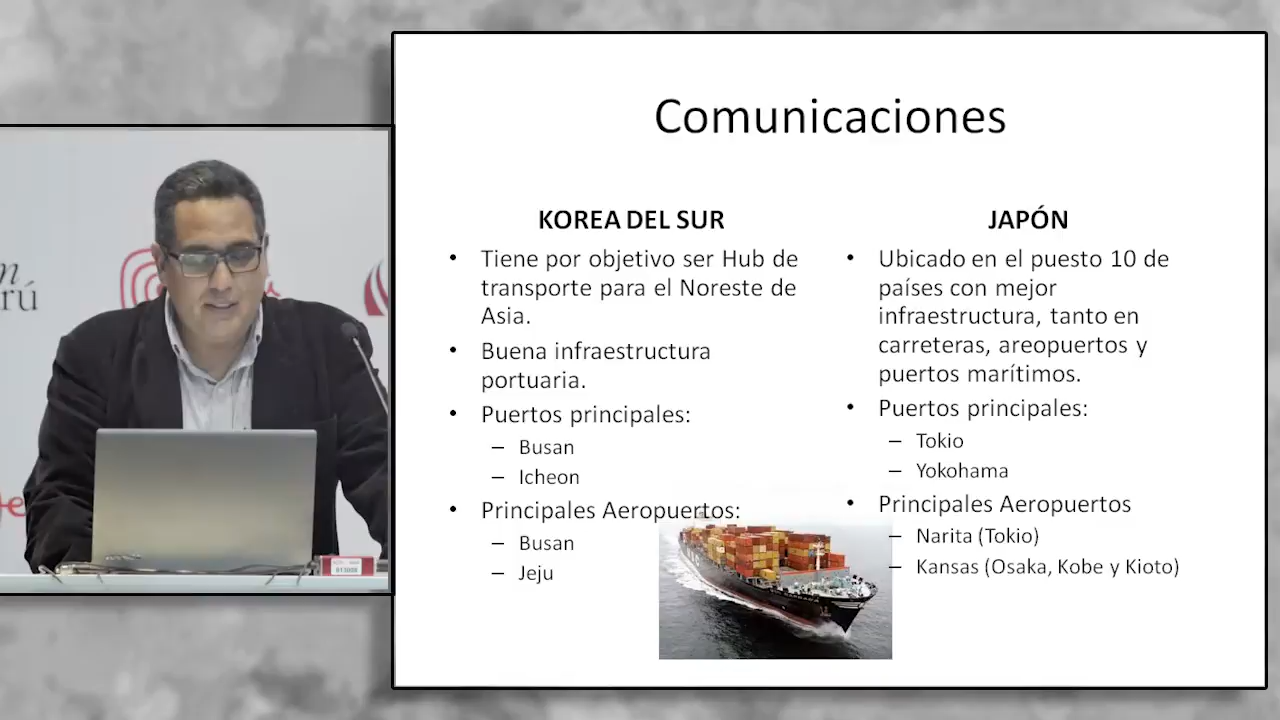 Comunicaciones
KOREA DEL SUR
• Tiene por objetivo ser Hub de
transporte para el Noreste de
Asia.
• Buena infraestructura
portuaria.
• Puertos principales:
– Busan
– Icheon
• Principales Aeropuertos:
– Busan
– Jeju
JAPÓN
• Ubicado en el puesto 10 de
países con mejor
infraestructura, tanto en
carreteras, areopuertos y
puertos marítimos.
• Puertos principales:
– Tokio
– Yokohama
• Principales Aeropuertos
– Narita (Tokio)
– Kansas (Osaka, Kobe y Kioto)